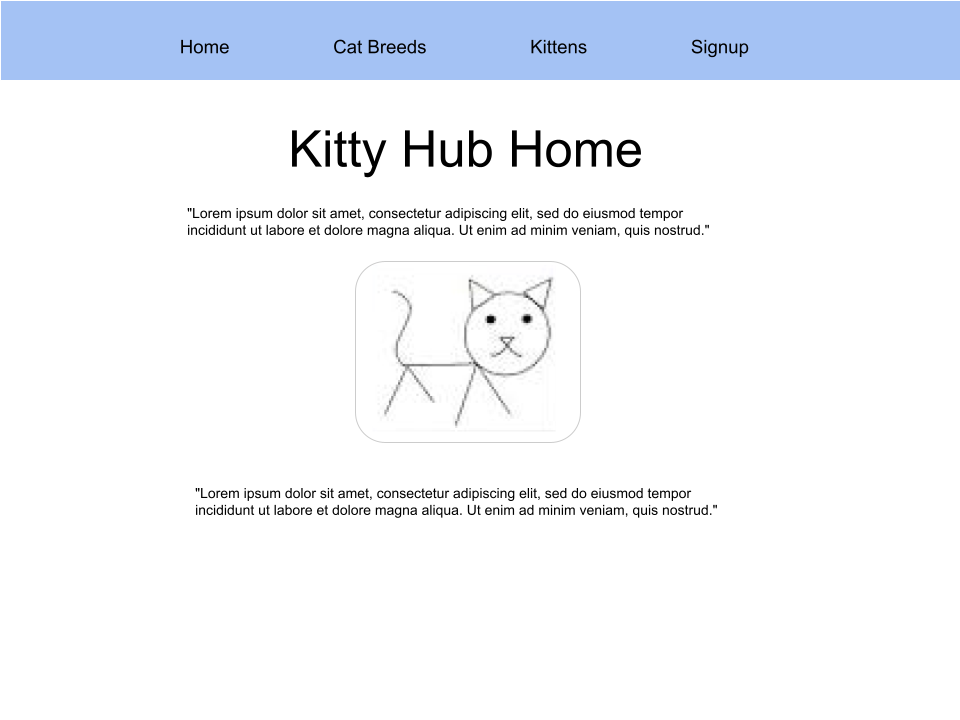 Home Cat Breeds Kittens Signup
Kitty Hub Home
"Lorem ipsum dolor sit amet, consectetur adipiscing elit, sed do eiusmod tempor
incididunt ut labore et dolore magna aliqua. Ut enim ad minim veniam, quis nostrud."
"Lorem ipsum dolor sit amet, consectetur adipiscing elit, sed do eiusmod tempor
incididunt ut labore et dolore magna aliqua. Ut enim ad minim veniam, quis nostrud."